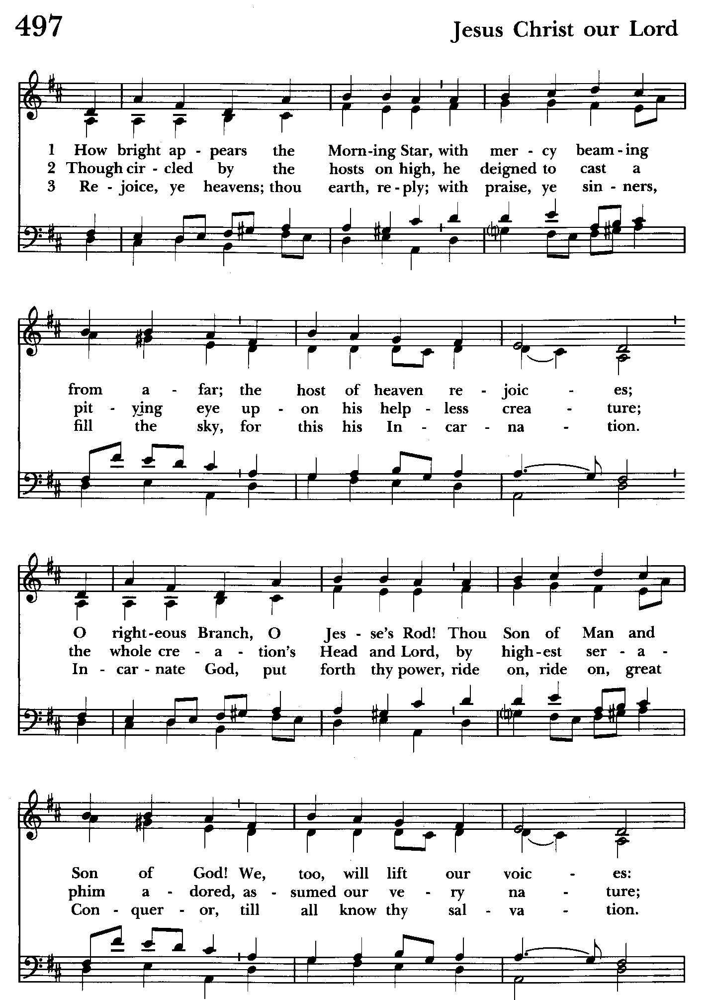 497
Jesus Christ our Lord
1 How bright ap - pears the Morn-ing Star, with mer - cy beam - ing
2 Though cir - cled by the hosts on high, he deigned to cast a
3 Re - joice, ye heavens; thou earth, re - ply; with praise, ye sin - ners,
from a - far; the host of heaven re - joic - es;
pit - ying eye up - on his help - less crea - ture;
fill the sky, for this his In - car - na - tion.
O right-eous Branch, O Jes - se's Rod! Thou Son of Man and
the whole cre - a - tion's Head and Lord, by high-est ser - a -
In - car - nate God, put forth thy power, ride on, ride on, great
Son of God! We, too, will lift our voic - es:
phim a - dored, as - sumed our ve - ry na - ture;
Con - quer - or, till all know thy sal - va - tion.